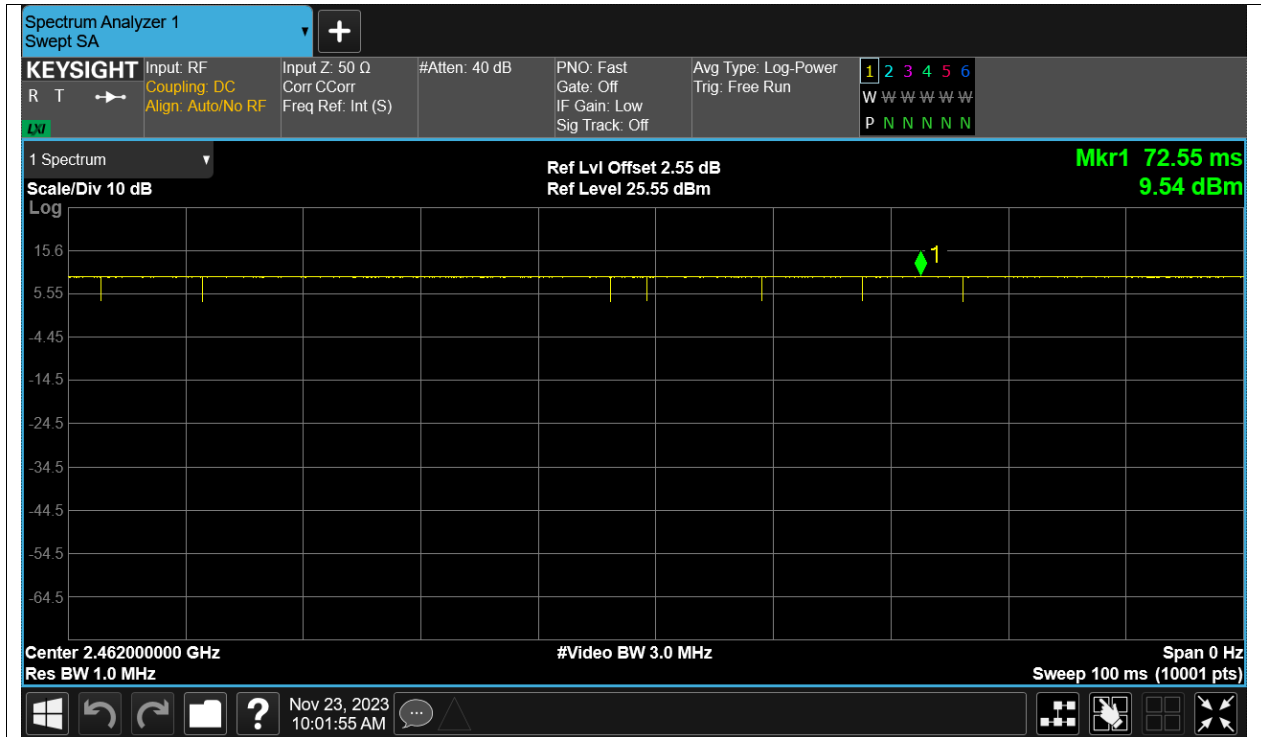 Spectrum Analyzer 1
Swept SA
+
KEYSIGHT
R T
LXI
Input: RF
Coupling: DC
Align: Auto/No RF
Input Z: 50 Ω
Corr CCorr
Freq Ref: Int (S)
#Atten: 40 dB
PNO: Fast
Gate: Off
IF Gain: Low
Sig Track: Off
Avg Type: Log-Power
Trig: Free Run
1 2 3 4 5 6
W W W W W W
P N N N N N
1 Spectrum
Scale/Div 10 dB
Log
Ref Lvl Offset 2.55 dB
Ref Level 25.55 dBm
Mkr1 72.55 ms
9.54 dBm
1
15.6
5.55
-4.45
-14.5
-24.5
-34.5
-44.5
-54.5
-64.5
Center 2.462000000 GHz
Res BW 1.0 MHz
#Video BW 3.0 MHz
Span 0 Hz
Sweep 100 ms (10001 pts)
?
Nov 23, 2023
10:01:55 AM